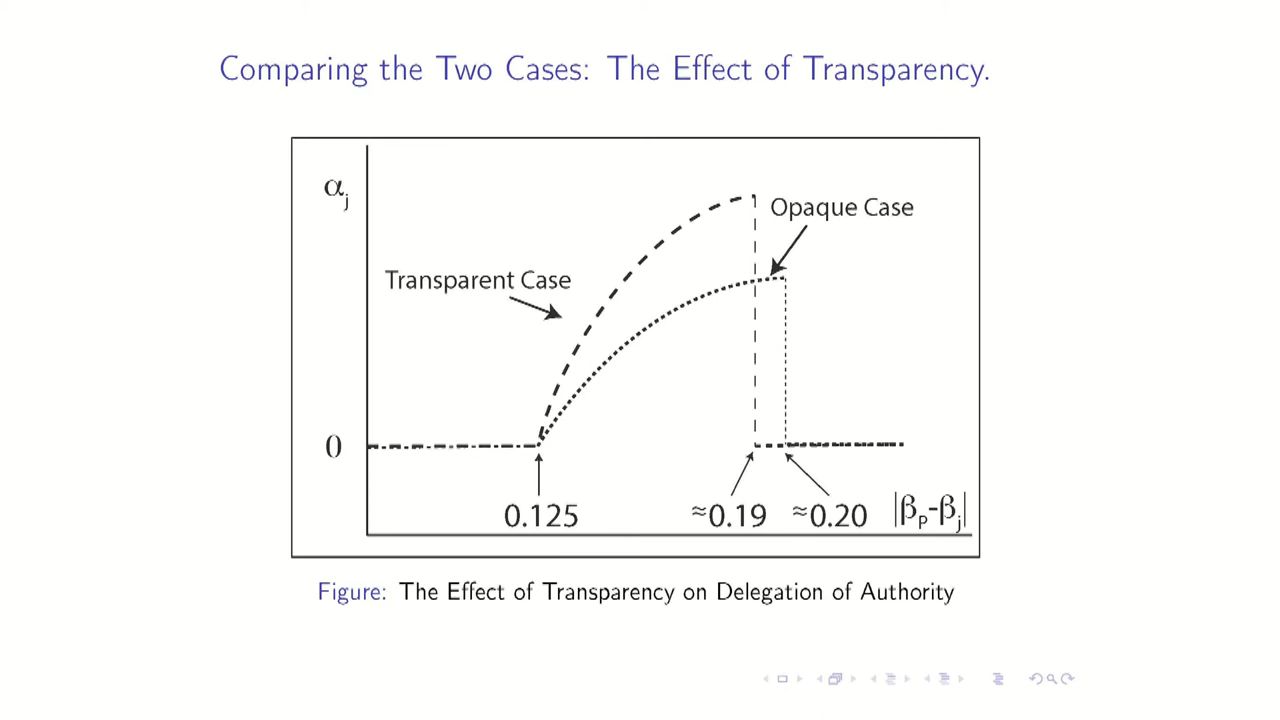 Comparing the Two Cases: The Effect of Transparency.
αj
Opaque Case
Transparent Case
0
0.125
≈0.19
≈0.20
|βP-βj|
Figure: The Effect of Transparency on Delegation of Authority